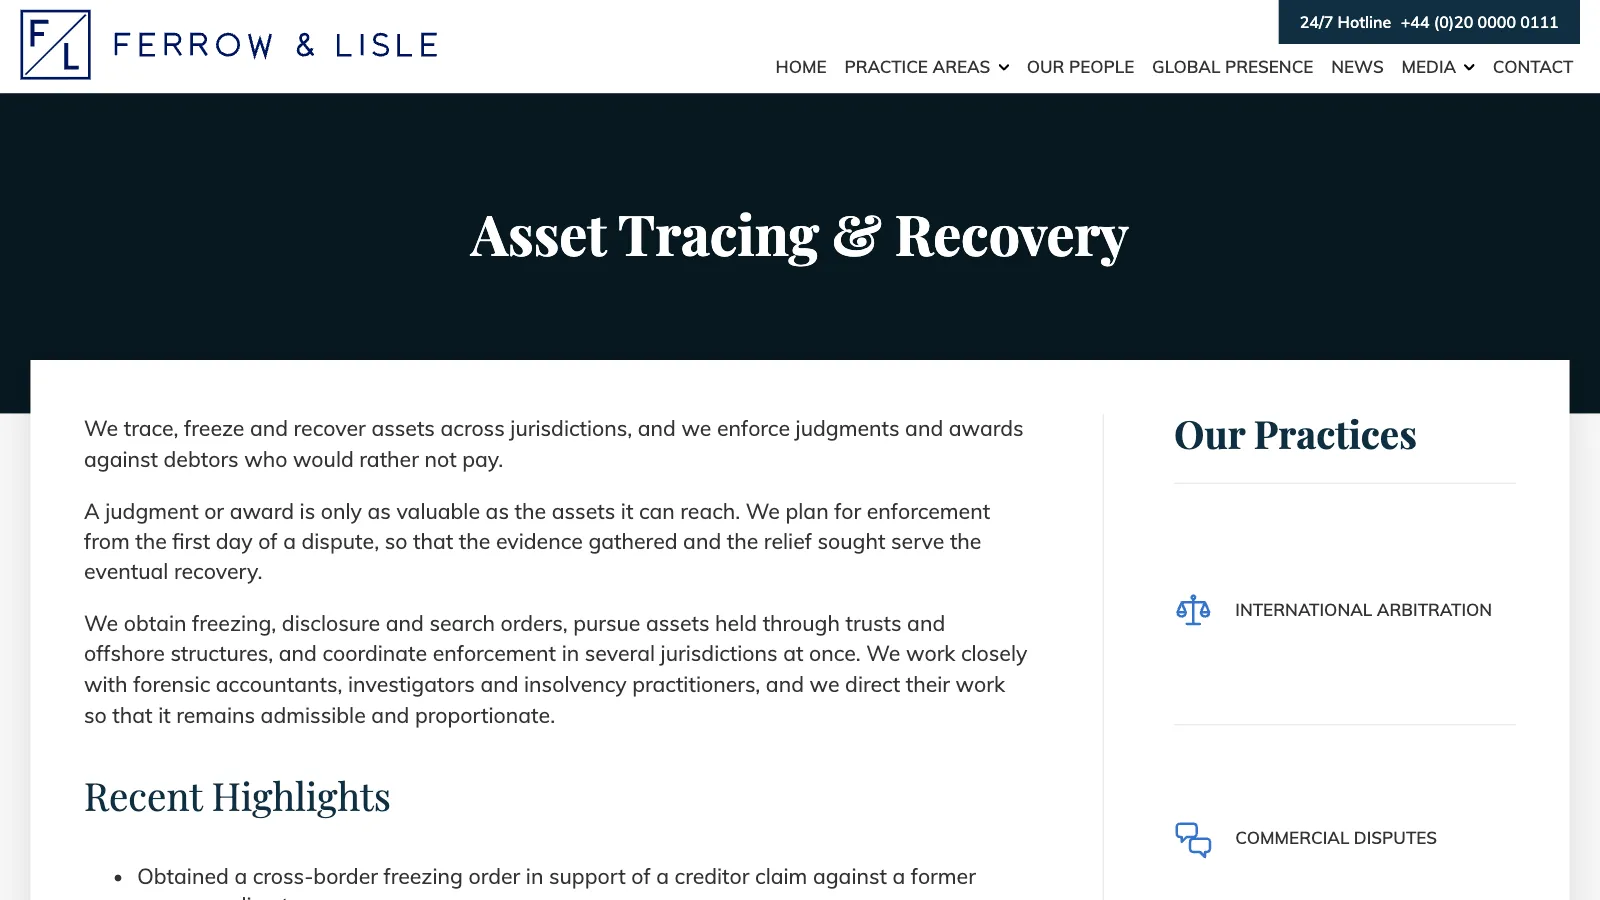 F L FERROW & LISLE
24/7 Hotline +44 (0)20 0000 0111
HOME PRACTICE AREAS OUR PEOPLE GLOBAL PRESENCE NEWS MEDIA CONTACT
Asset Tracing & Recovery
We trace, freeze and recover assets across jurisdictions, and we enforce judgments and awards
against debtors who would rather not pay.
A judgment or award is only as valuable as the assets it can reach. We plan for enforcement
from the first day of a dispute, so that the evidence gathered and the relief sought serve the
eventual recovery.
We obtain freezing, disclosure and search orders, pursue assets held through trusts and
offshore structures, and coordinate enforcement in several jurisdictions at once. We work closely
with forensic accountants, investigators and insolvency practitioners, and we direct their work
so that it remains admissible and proportionate.
Recent Highlights
• Obtained a cross-border freezing order in support of a creditor claim against a former
Our Practices
INTERNATIONAL ARBITRATION
COMMERCIAL DISPUTES